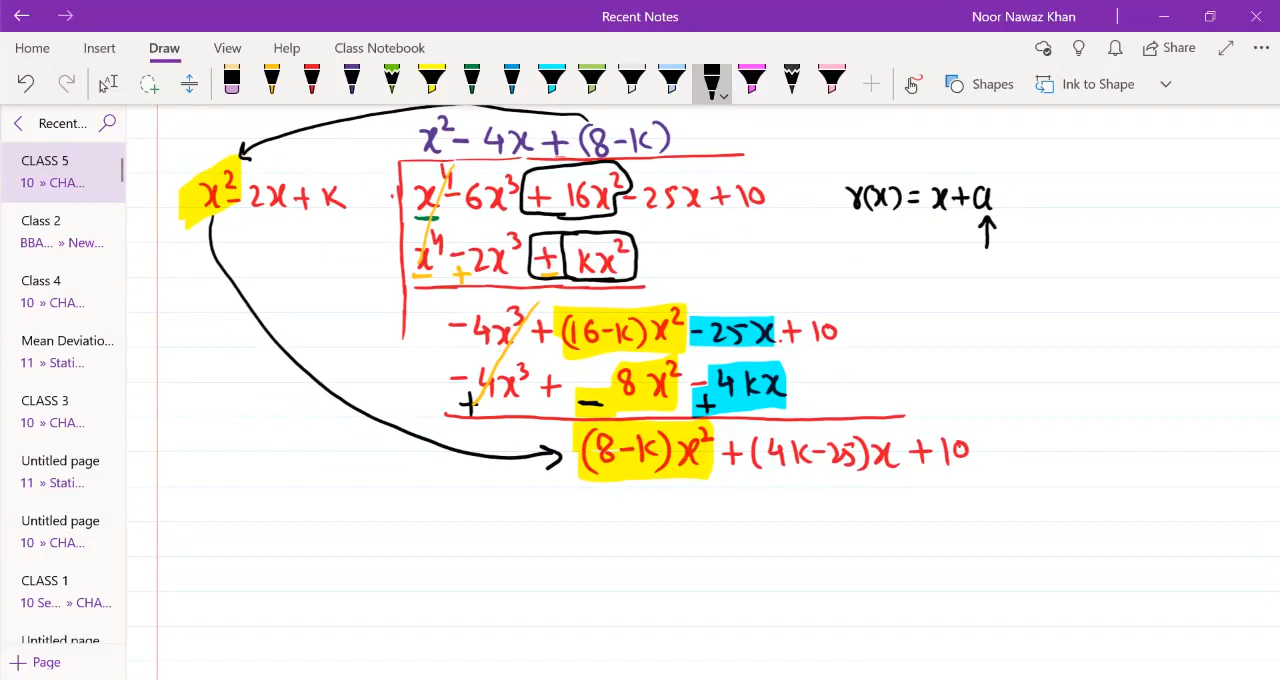 Recent Notes
Noor Nawaz Khan
Home Insert Draw View Help Class Notebook
Share
Shapes
Ink to Shape
Recent...
CLASS 5
10 » CHA...
Class 2
BBA... » New...
Class 4
10 » CHA...
Mean Deviatio...
11 » Stati...
CLASS 3
10 » CHA...
Untitled page
11 » Stati...
Untitled page
10 » CHA...
CLASS 1
10 Se... » CHA...
Untitled page
Page
x² - 4x + (8-k)
x² - 2x + k
x⁴ - 6x³ + 16x² - 25x + 10
r(x) = x + a
x⁴ - 2x³ + kx²
- + +
-4x³ + (16-k)x² - 25x + 10
-4x³ + 8x² - 4kx
+ - +
(8-k)x² + (4k-25)x + 10